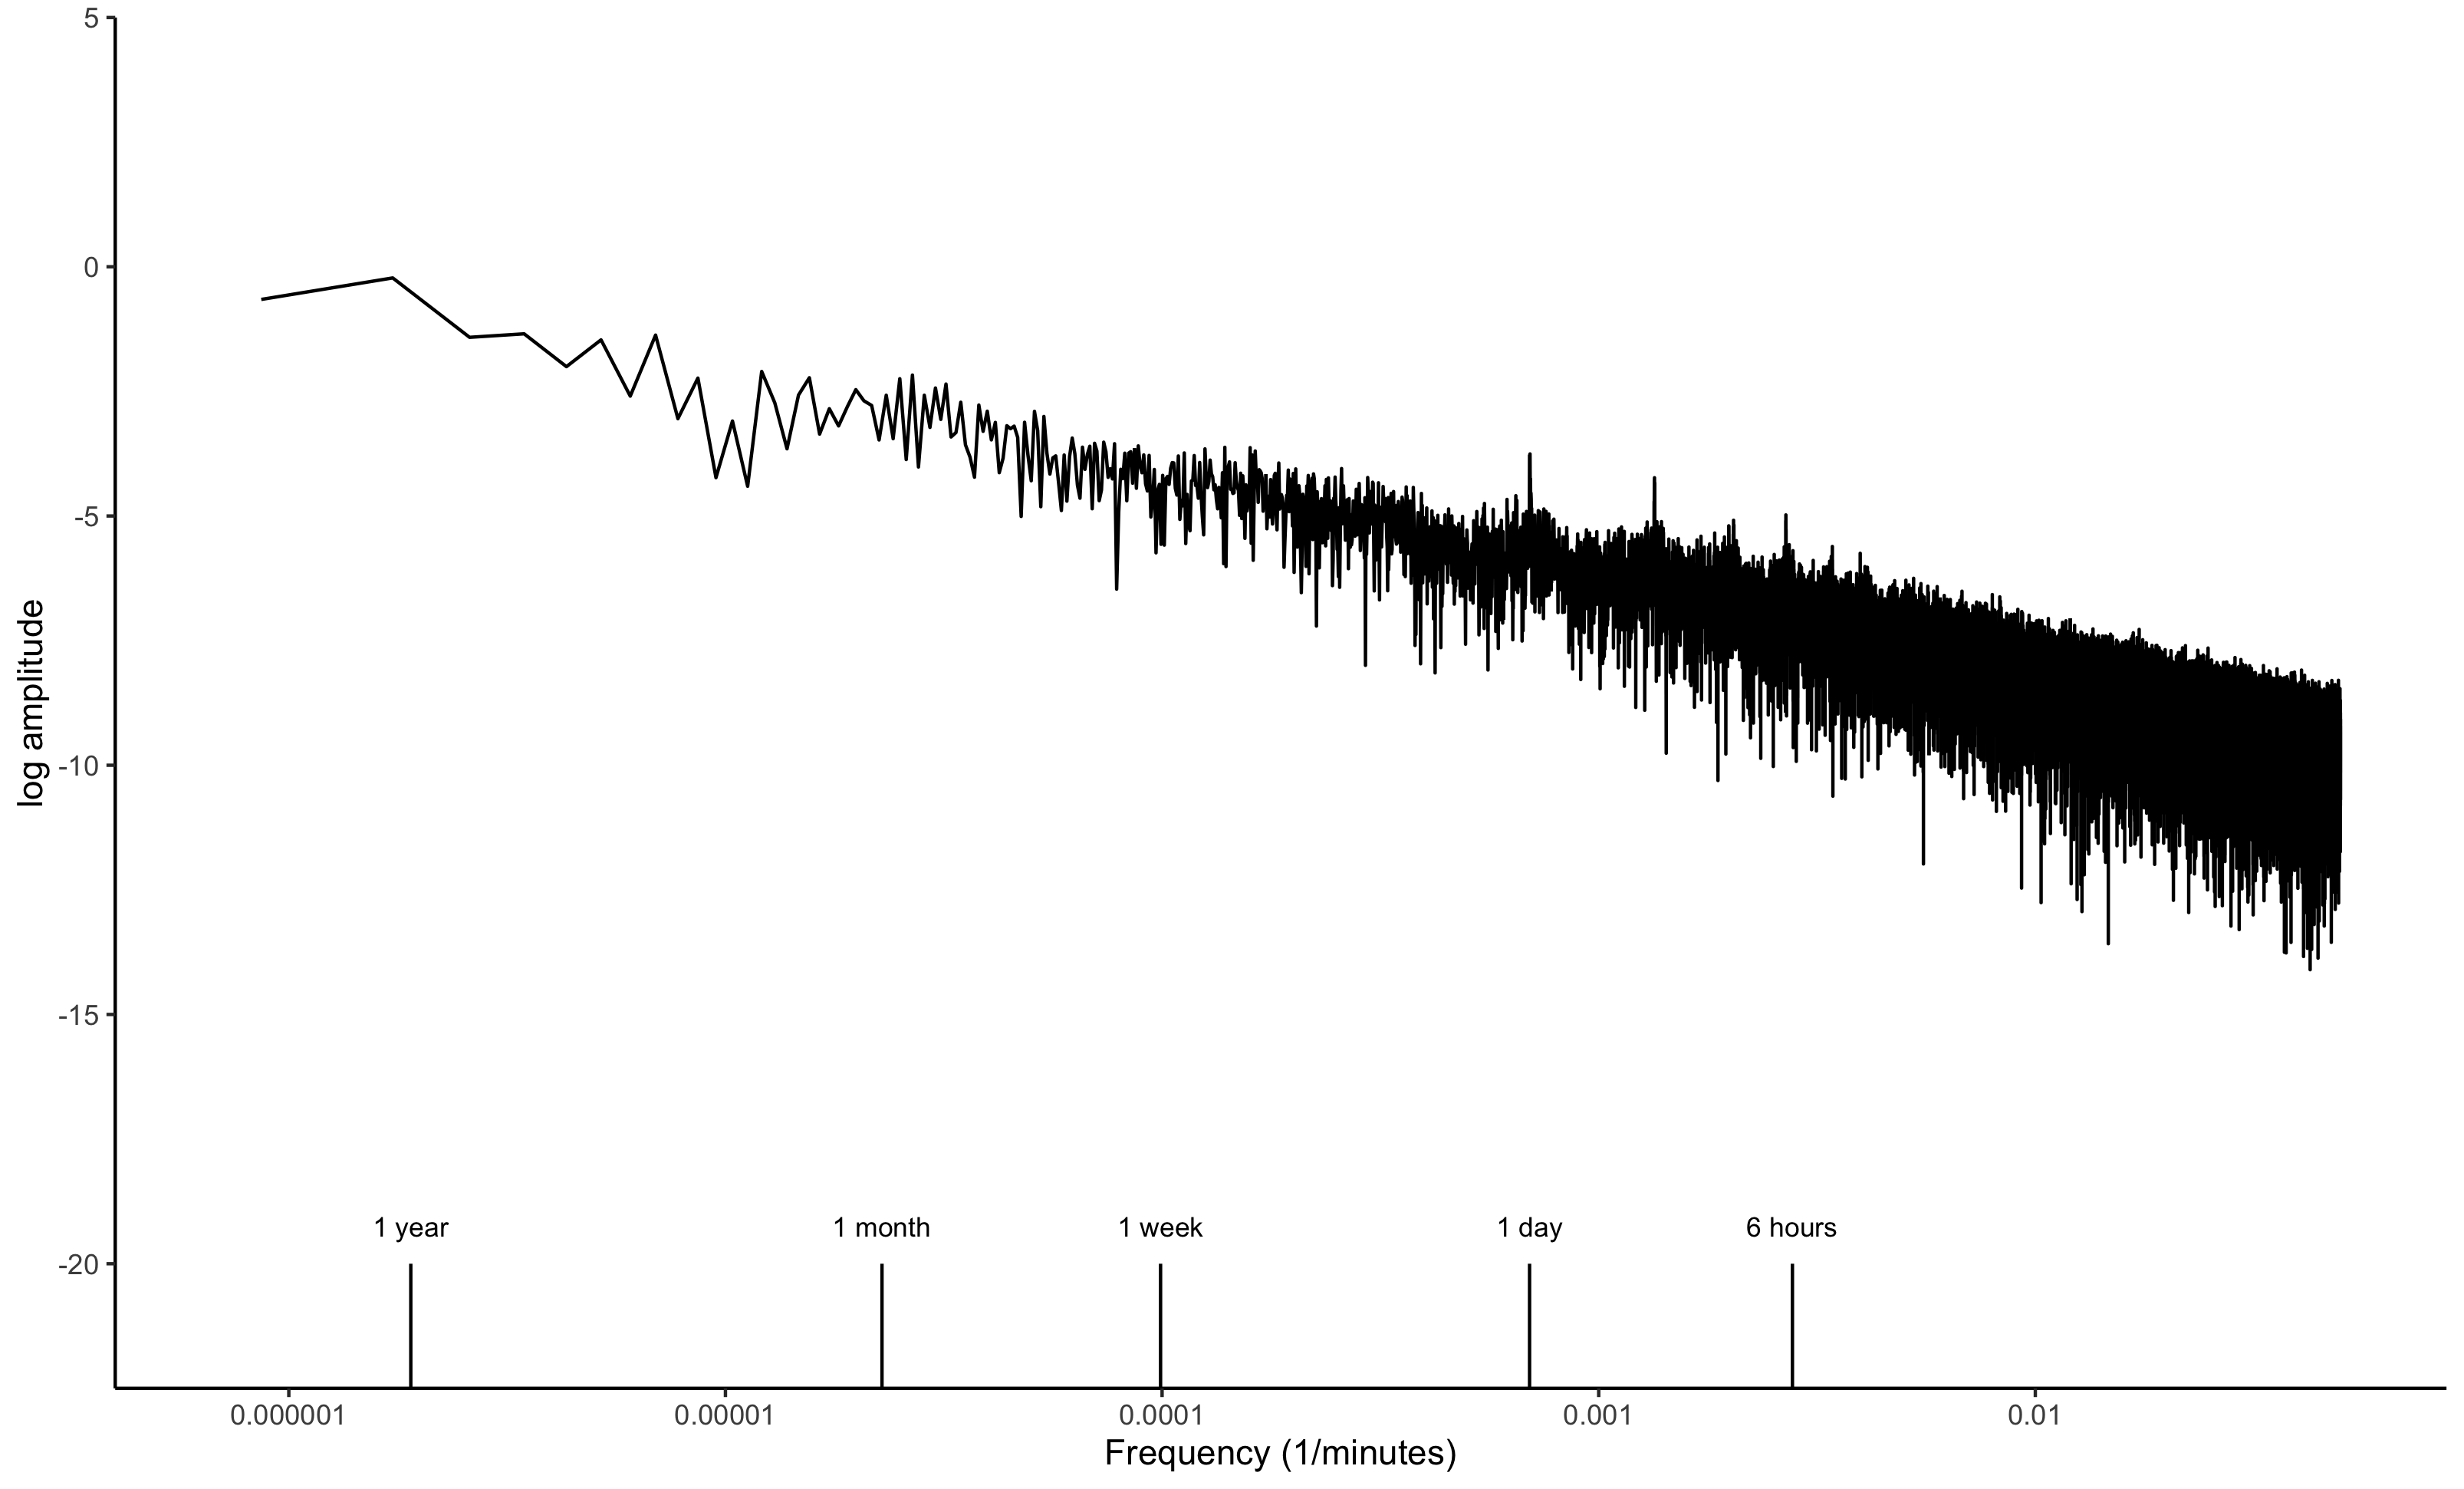 5
0
-5
-10
-15
-20
log amplitude
1 year
1 month
1 week
1 day
6 hours
0.000001
0.00001
0.0001
0.001
0.01
Frequency (1/minutes)